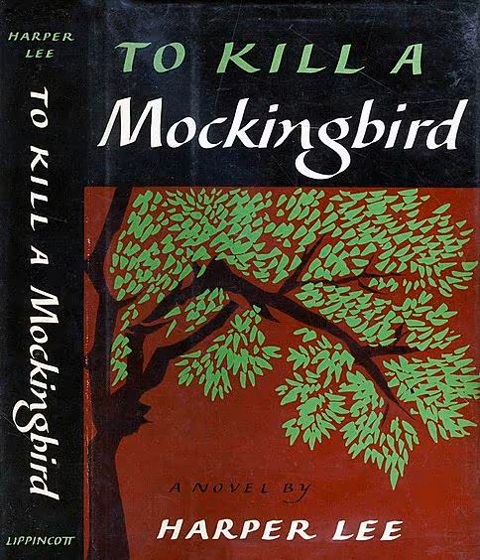 HARPER
LEE
TO KILL A Mockingbird
LIPPINCOTT
TO KILL A
Mockingbird
A NOVEL BY
HARPER LEE